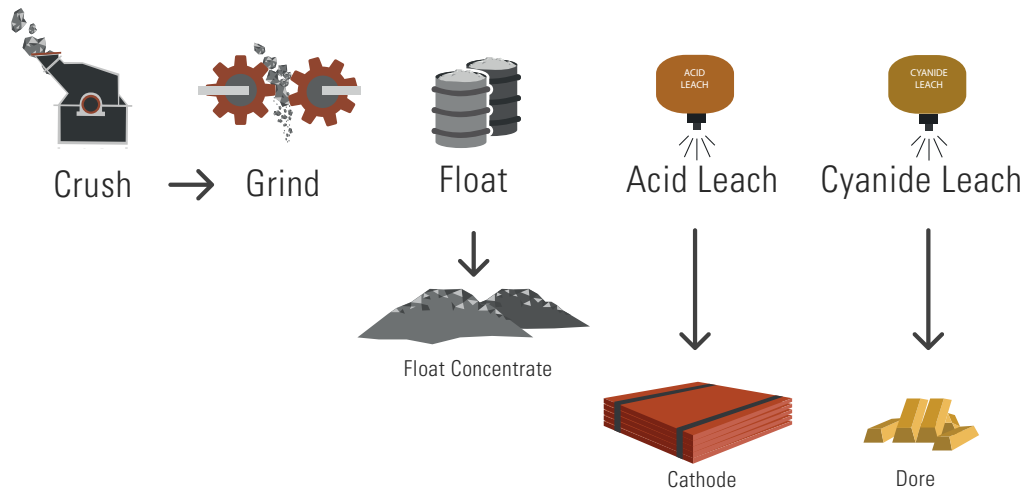 ACID
LEACH
CYANIDE
LEACH
Crush
Grind
Float
Acid Leach
Cyanide Leach
Float Concentrate
Cathode
Dore